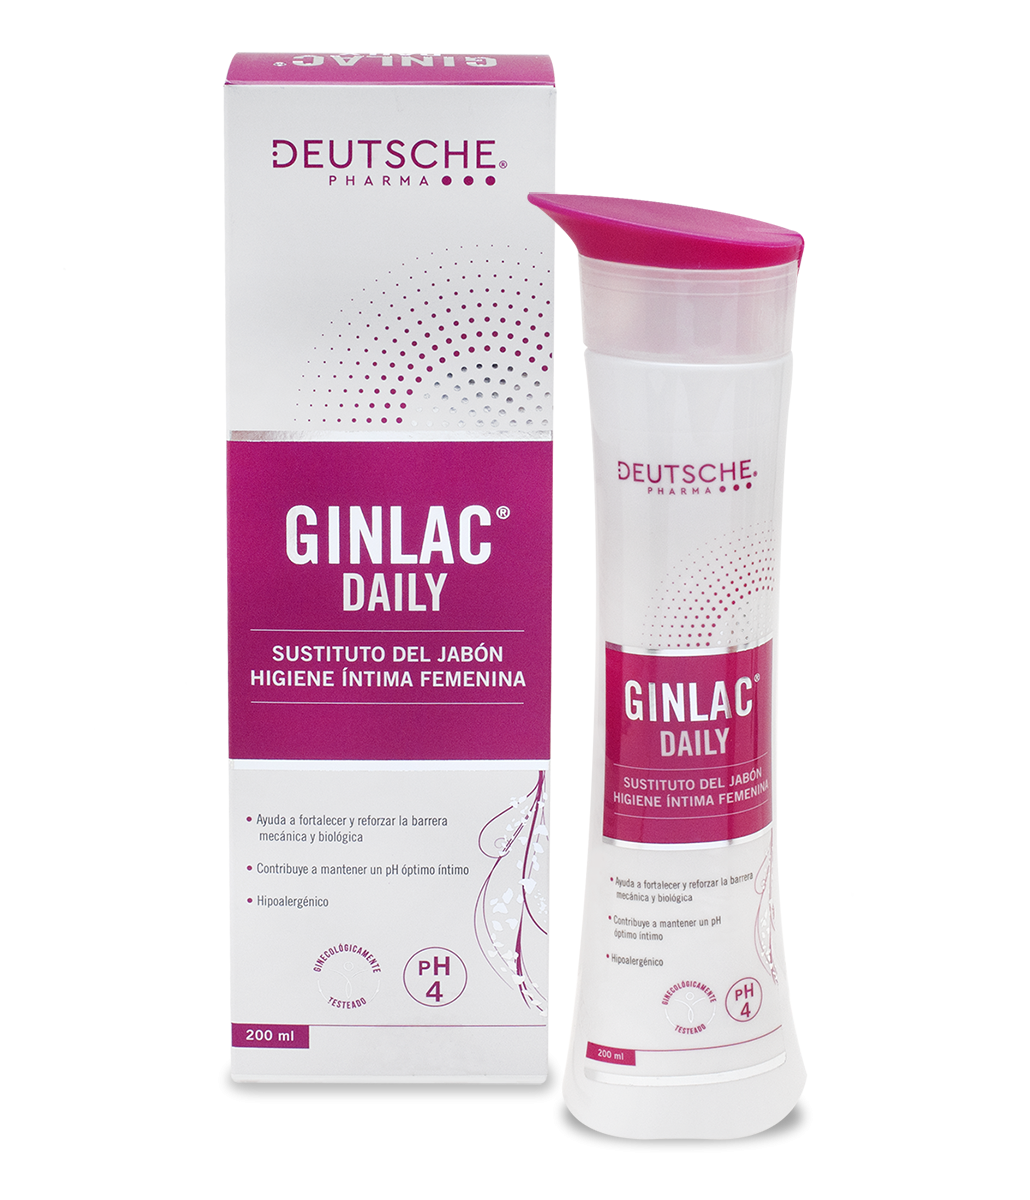 GINLAC®
DEUTSCHE®
PHARMA
GINLAC®
DAILY
SUSTITUTO DEL JABÓN
HIGIENE ÍNTIMA FEMENINA
• Ayuda a fortalecer y reforzar la barrera
mecánica y biológica
• Contribuye a mantener un pH óptimo íntimo
• Hipoalergénico
GINECOLÓGICAMENTE
TESTEADO
pH
4
200 ml
DEUTSCHE®
PHARMA
GINLAC®
DAILY
SUSTITUTO DEL JABÓN
HIGIENE ÍNTIMA FEMENINA
• Ayuda a fortalecer y reforzar la barrera
mecánica y biológica
• Contribuye a mantener un pH
óptimo íntimo
• Hipoalergénico
GINECOLÓGICAMENTE
TESTEADO
pH
4
200 ml